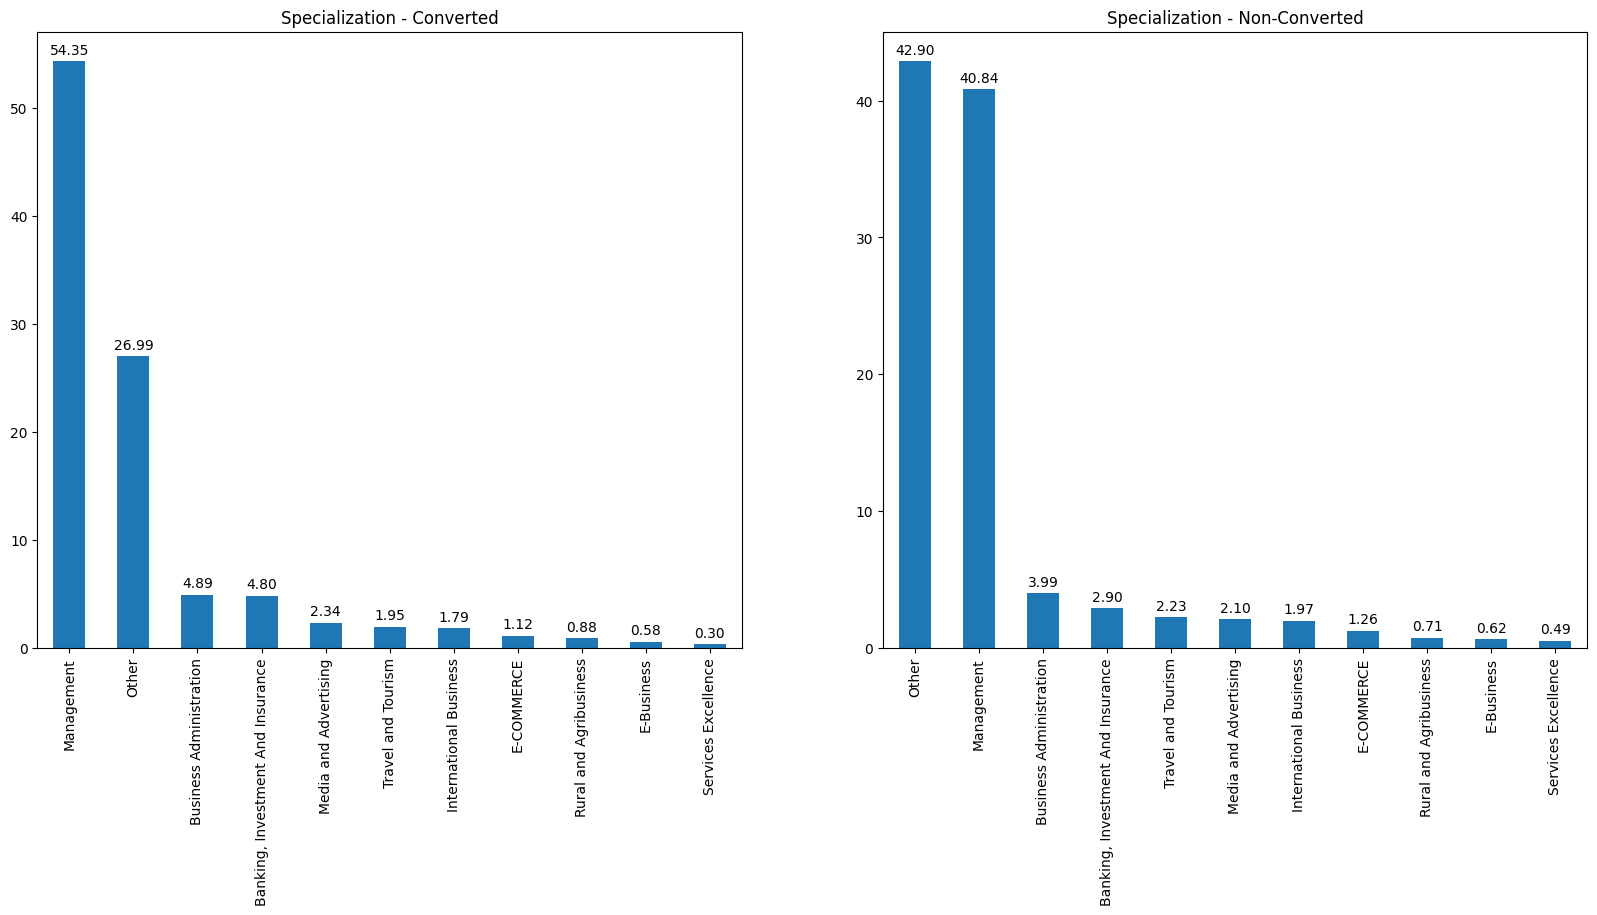 Specialization - Converted
54.35
50
40
30
26.99
20
10
4.89
4.80
2.34
1.95
1.79
1.12
0.88
0.58
0.30
0
Management
Other
Business Administration
Banking, Investment And Insurance
Media and Advertising
Travel and Tourism
International Business
E-COMMERCE
Rural and Agribusiness
E-Business
Services Excellence
Specialization - Non-Converted
42.90
40.84
40
30
20
10
3.99
2.90
2.23
2.10
1.97
1.26
0.71
0.62
0.49
0
Other
Management
Business Administration
Banking, Investment And Insurance
Travel and Tourism
Media and Advertising
International Business
E-COMMERCE
Rural and Agribusiness
E-Business
Services Excellence